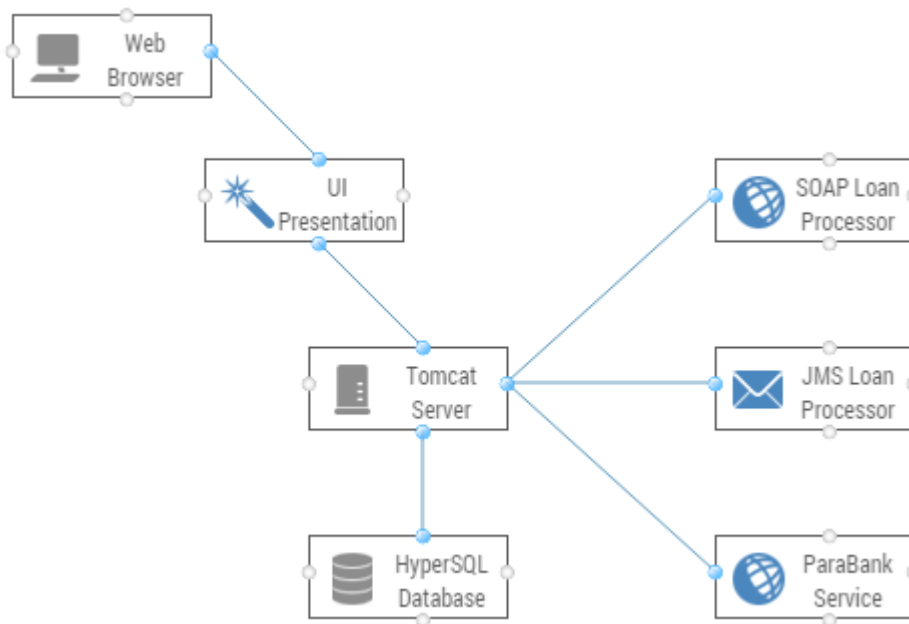 Web
Browser
UI
Presentation
SOAP Loan
Processor
Tomcat
Server
JMS Loan
Processor
HyperSQL
Database
ParaBank
Service